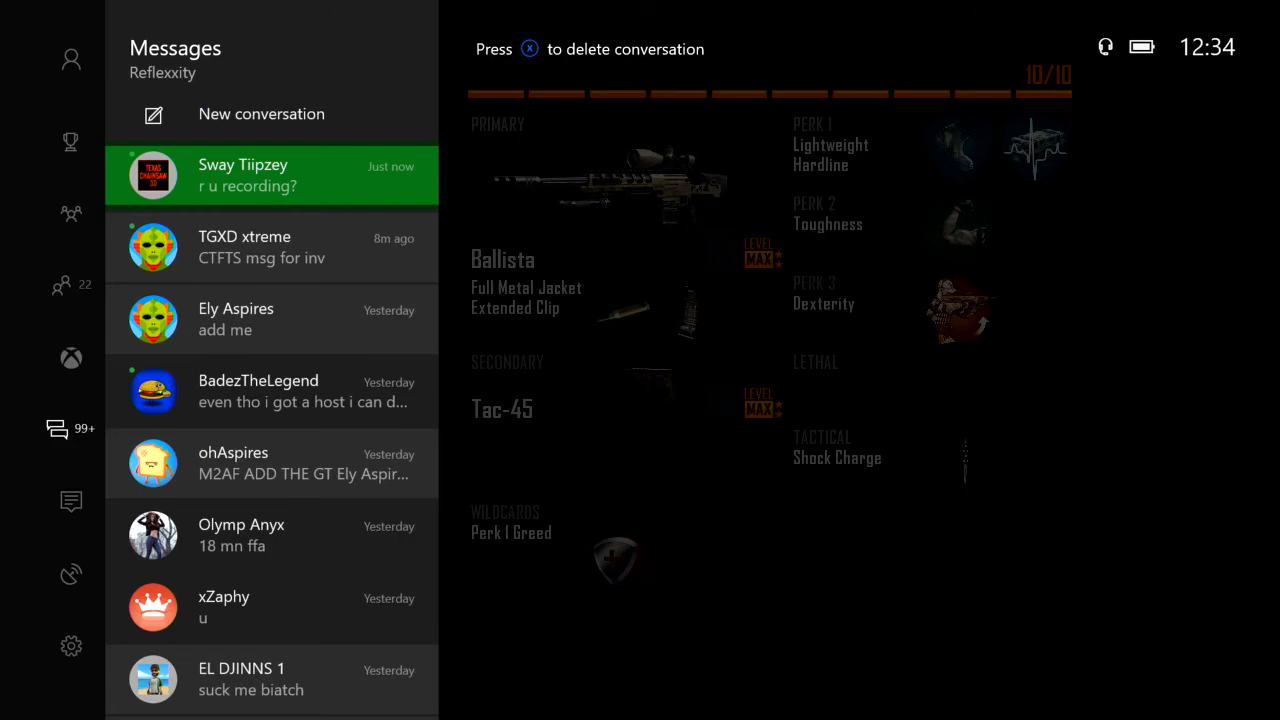 Messages
Reflexxity
New conversation
Sway Tiipzey
Just now
r u recording?
TGXD xtreme
8m ago
CTFTS msg for inv
Ely Aspires
Yesterday
add me
BadezTheLegend
Yesterday
even tho i got a host i can d...
ohAspires
Yesterday
M2AF ADD THE GT Ely Aspir...
Olymp Anyx
Yesterday
18 mn ffa
xZaphy
Yesterday
u
EL DJINNS 1
Yesterday
suck me biatch
22
99+
Press X to delete conversation
12:34
10/10
PRIMARY
Ballista
LEVEL
MAX
Full Metal Jacket
Extended Clip
SECONDARY
Tac-45
LEVEL
MAX
WILDCARDS
Perk 1 Greed
PERK 1
Lightweight
Hardline
PERK 2
Toughness
PERK 3
Dexterity
LETHAL
TACTICAL
Shock Charge
TEXAS
CHAINSAW